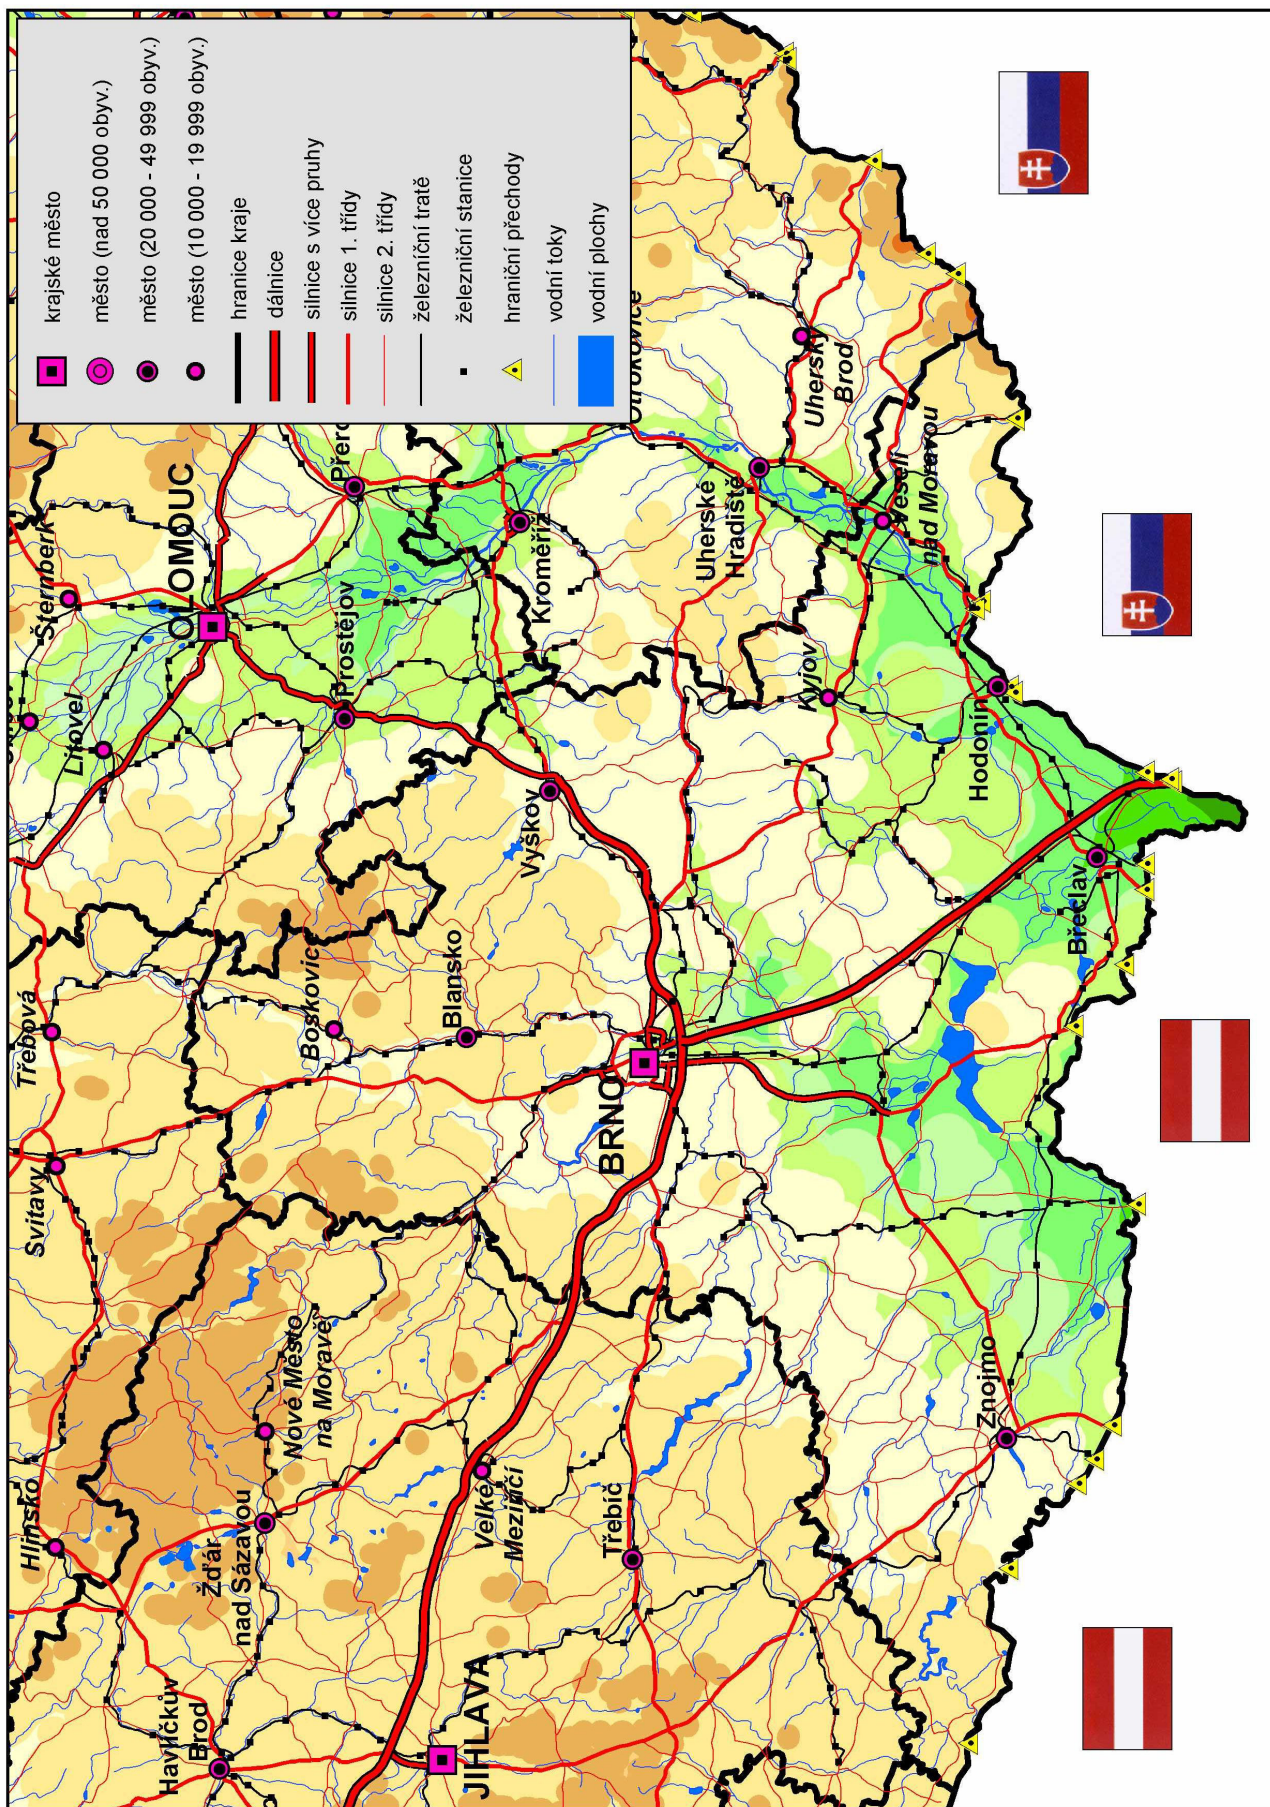 krajské město
město (nad 50 000 obyv.)
město (20 000 - 49 999 obyv.)
město (10 000 - 19 999 obyv.)
hranice kraje
dálnice
silnice s více pruhy
silnice 1. třídy
silnice 2. třídy
železníční tratě
železniční stanice
hraniční přechody
vodní toky
vodní plochy
Hlinsko
Svitavy
Třebová
Litovel
Šternberk
OLOMOUC
Havlíčkův
Brod
Žďár
nad Sázavou
Nové Město
na Moravě
Boskovice
Prostějov
Přero
JIHLAVA
Velké
Meziříčí
Blansko
Vyškov
Kroměříž
Třebíč
BRNO
Otrokovice
Uherské
Hradiště
Uherský
Brod
Kyjov
Veselí
nad Moravou
Znojmo
Hodonín
Břeclav